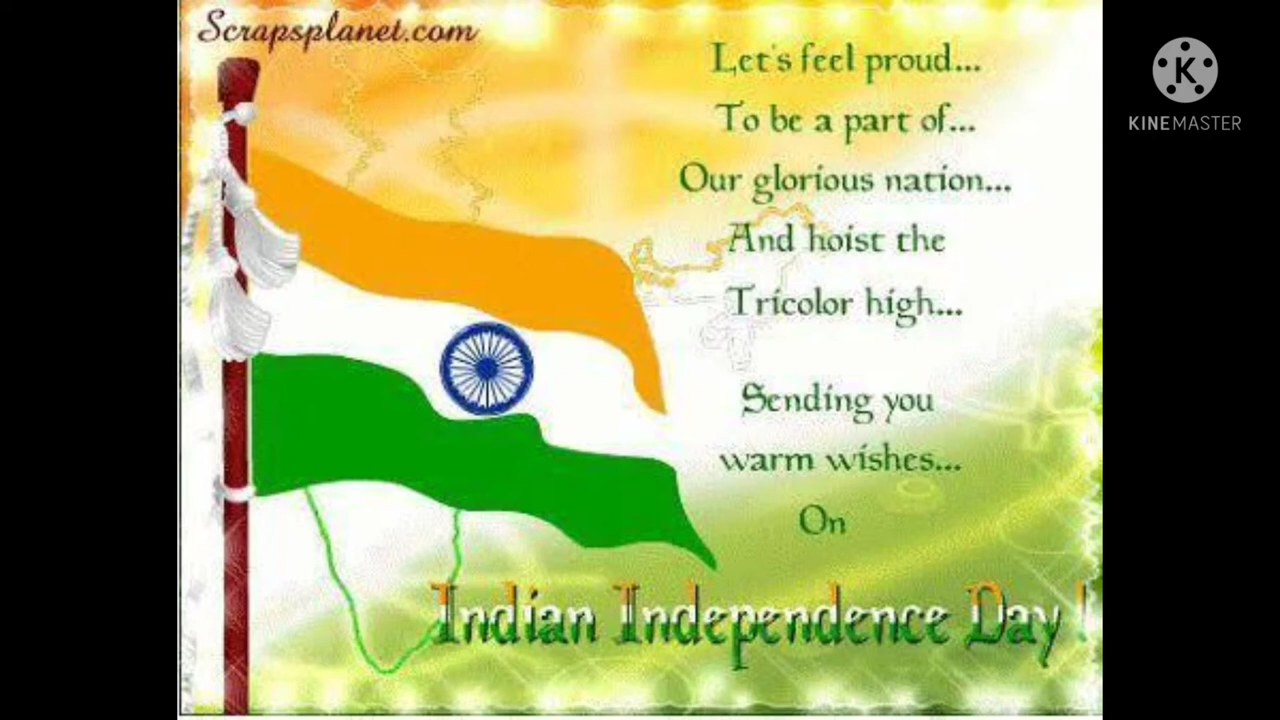 Scrapsplanet.com
Let's feel proud...
To be a part of...
Our glorious nation...
And hoist the
Tricolor high...
Sending you
warm wishes...
On
Indian Independence Day !
K
KINEMASTER